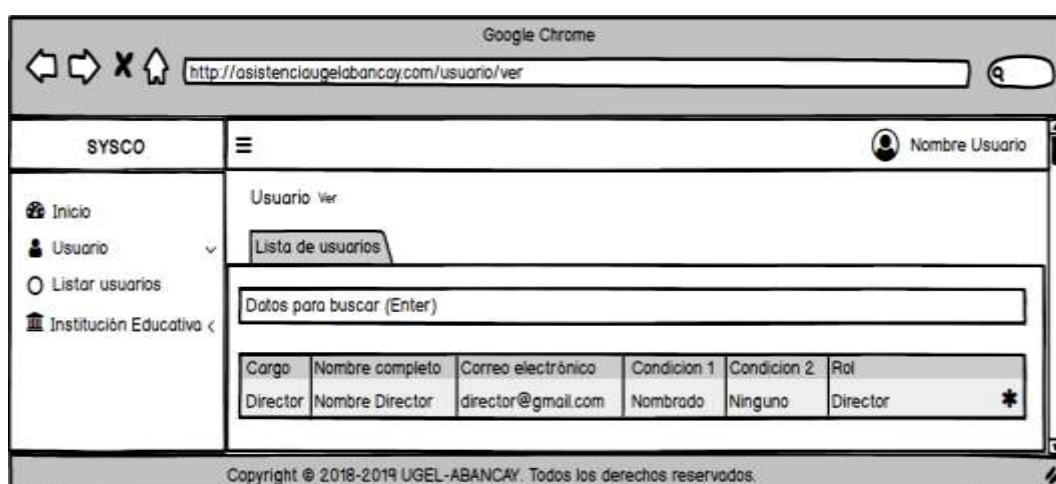 Google Chrome
http://asistenciaugelabancay.com/usuario/ver
SYSCO
Nombre Usuario
Usuario Ver
Inicio
Usuario
Listar usuarios
Institución Educativa
Lista de usuarios
Datos para buscar (Enter)
Cargo Nombre completo Correo electrónico Condicion 1 Condicion 2 Rol
Director Nombre Director director@gmail.com Nombrado Ninguno Director
Copyright © 2018-2019 UGEL-ABANCAY. Todos los derechos reservados.